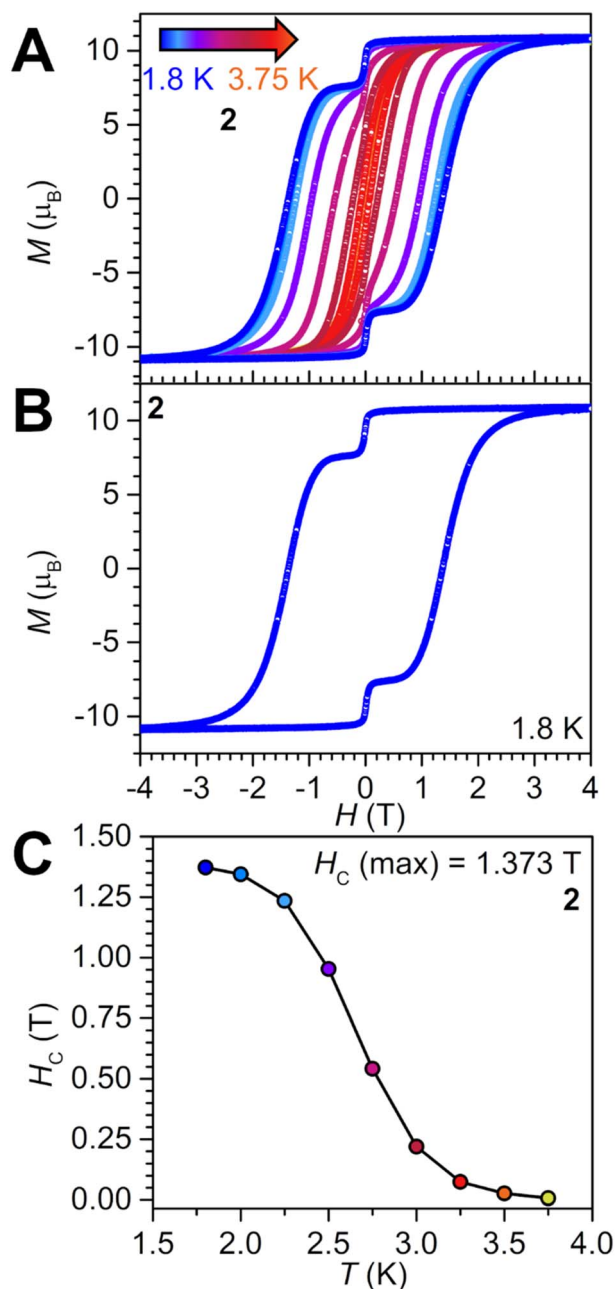 A
1.8 K 3.75 K
2
10
5
0
-5
-10
M (μB)
B
2
10
5
0
-5
-10
M (μB)
1.8 K
-4 -3 -2 -1 0 1 2 3 4
H (T)
C
HC (max) = 1.373 T
2
1.50
1.25
1.00
0.75
0.50
0.25
0.00
HC (T)
1.5 2.0 2.5 3.0 3.5 4.0
T (K)